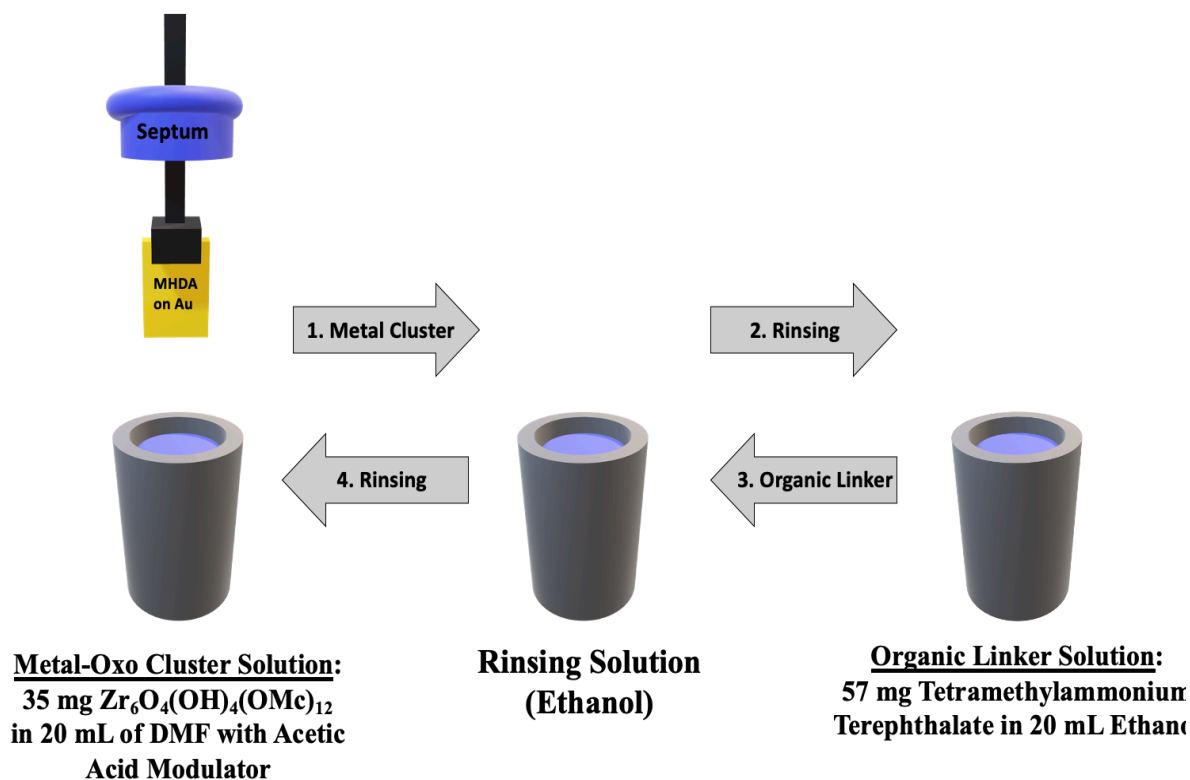 Septum
MHDA
on Au
1. Metal Cluster
2. Rinsing
3. Organic Linker
4. Rinsing
Metal-Oxo Cluster Solution:
35 mg Zr₆O₄(OH)₄(OMc)₁₂
in 20 mL of DMF with Acetic
Acid Modulator
Rinsing Solution
(Ethanol)
Organic Linker Solution:
57 mg Tetramethylammonium
Terephthalate in 20 mL Ethano